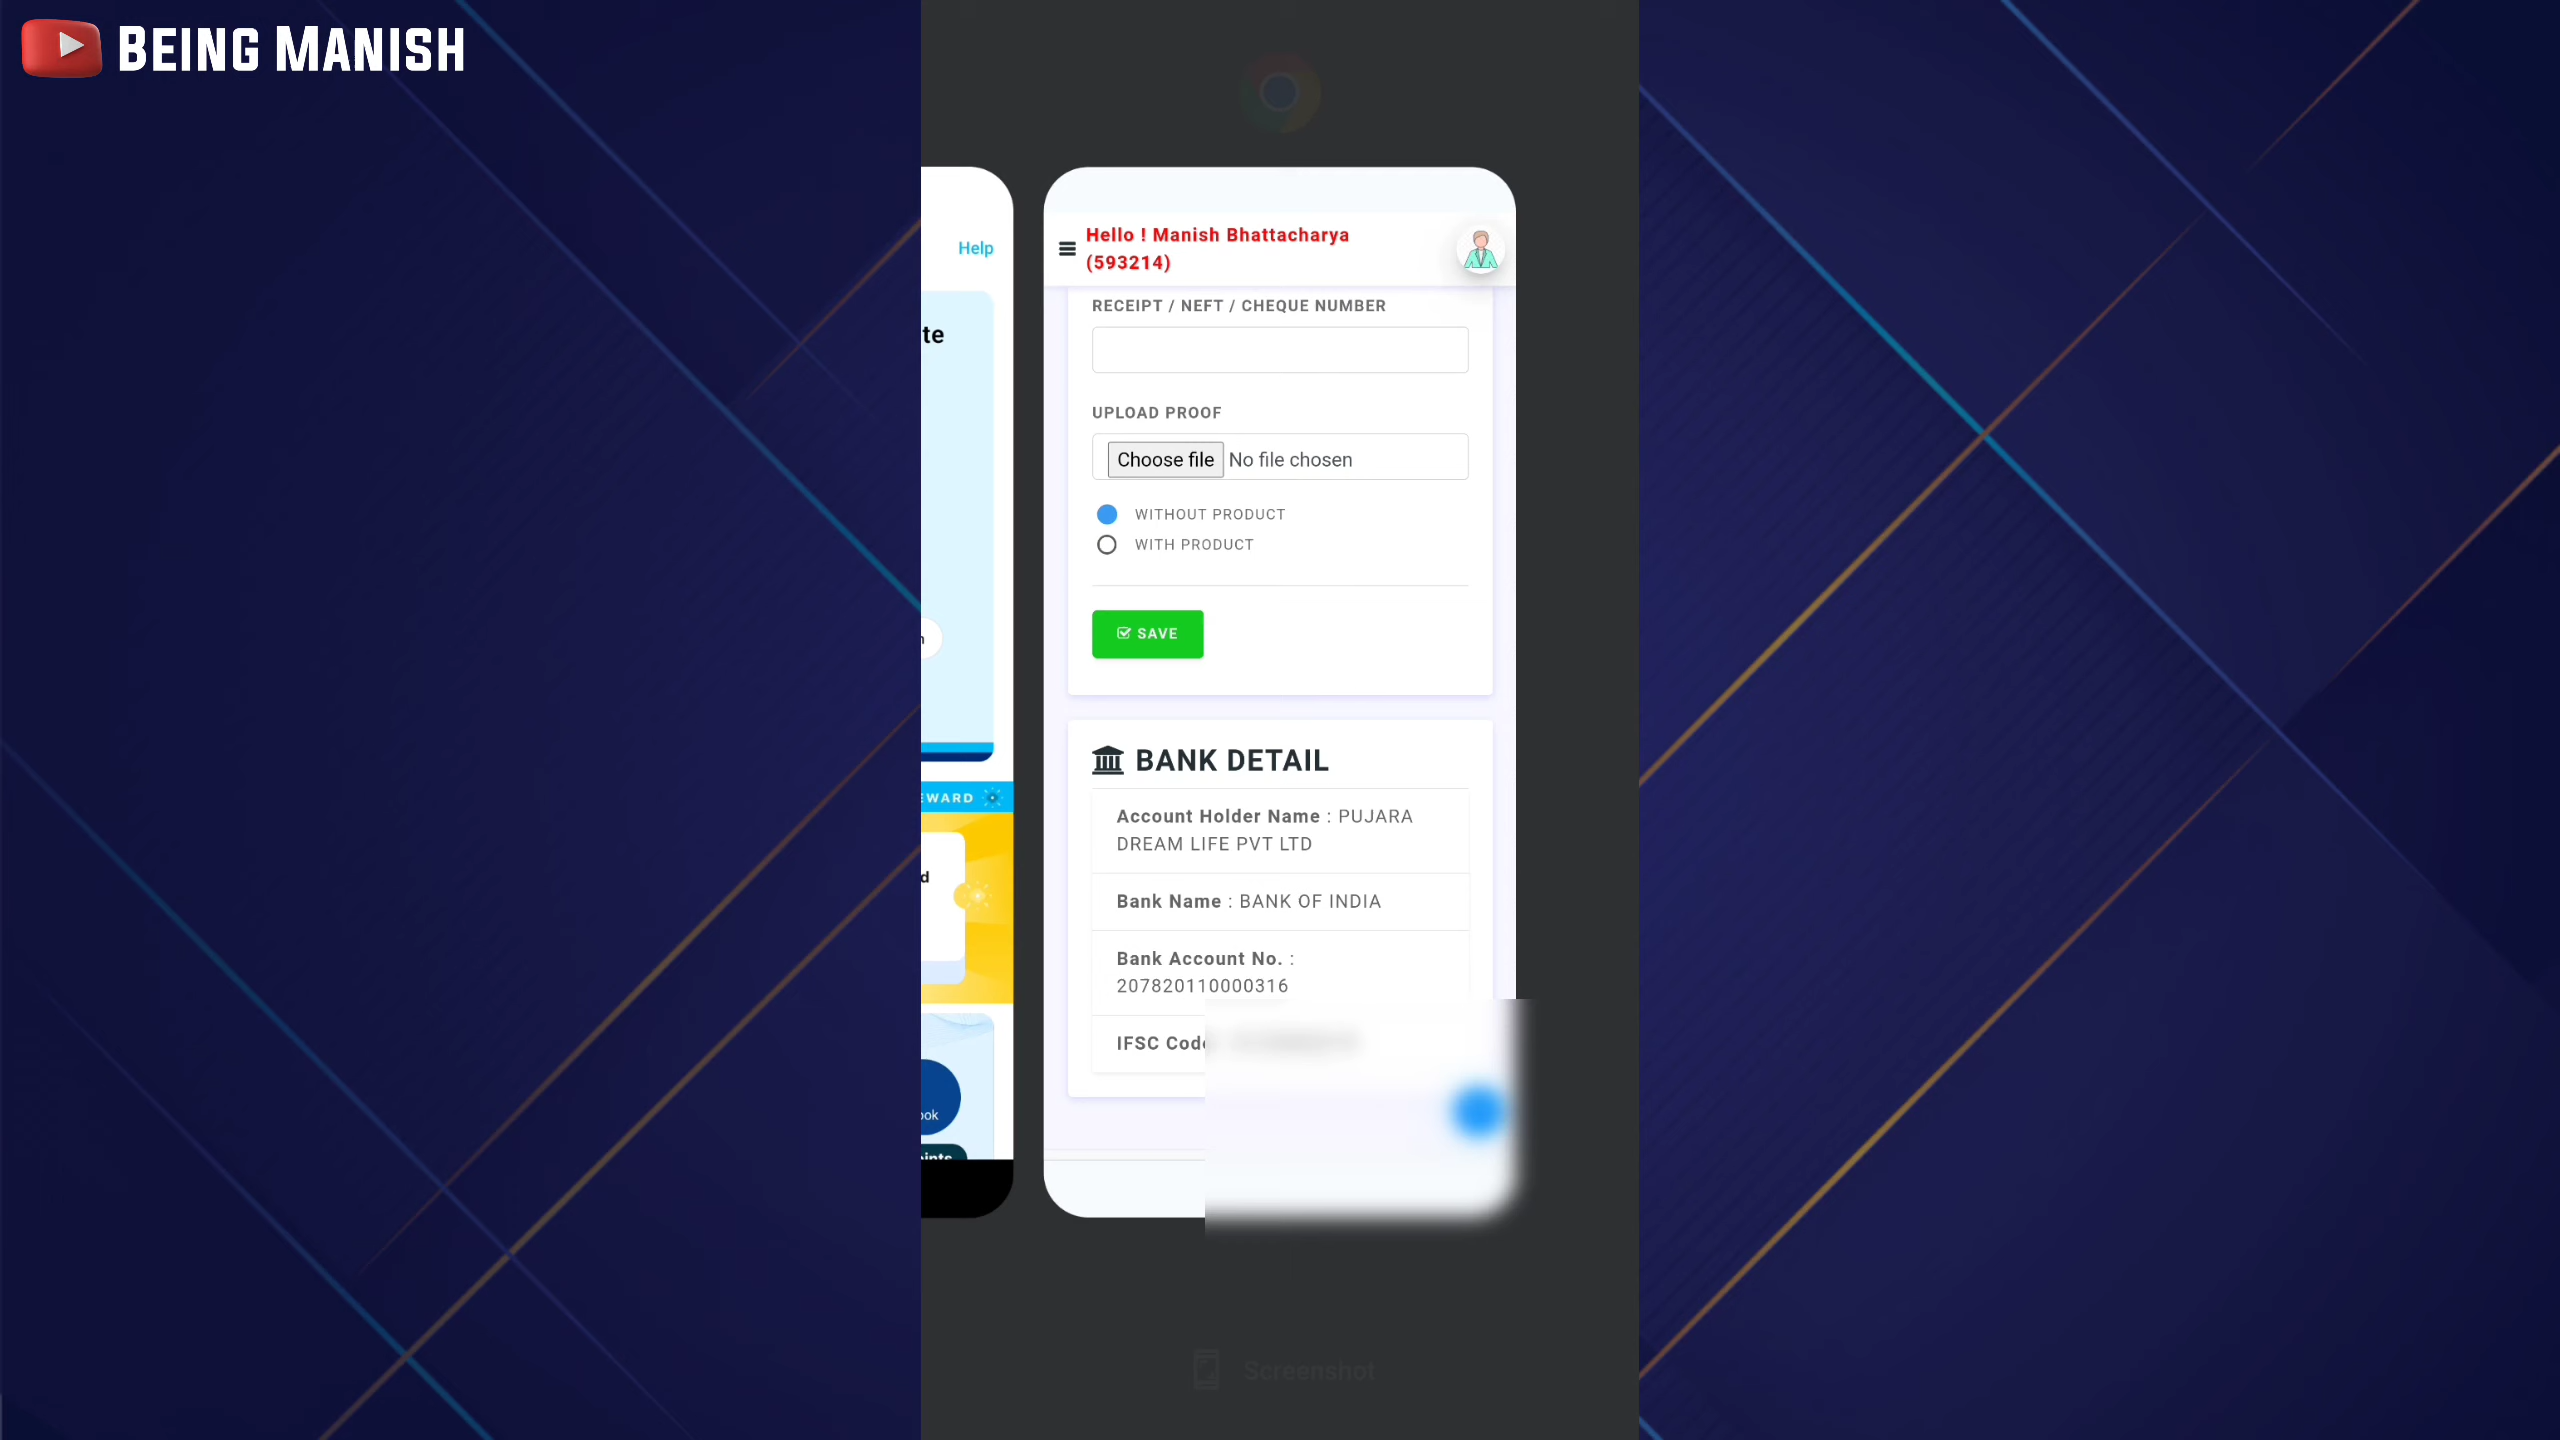 BEING MANISH
Help
te
EWARD
d
ook
Hello ! Manish Bhattacharya
(593214)
RECEIPT / NEFT / CHEQUE NUMBER
UPLOAD PROOF
Choose file No file chosen
WITHOUT PRODUCT
WITH PRODUCT
SAVE
BANK DETAIL
Account Holder Name : PUJARA
DREAM LIFE PVT LTD
Bank Name : BANK OF INDIA
Bank Account No. :
207820110000316
IFSC Code
Screenshot